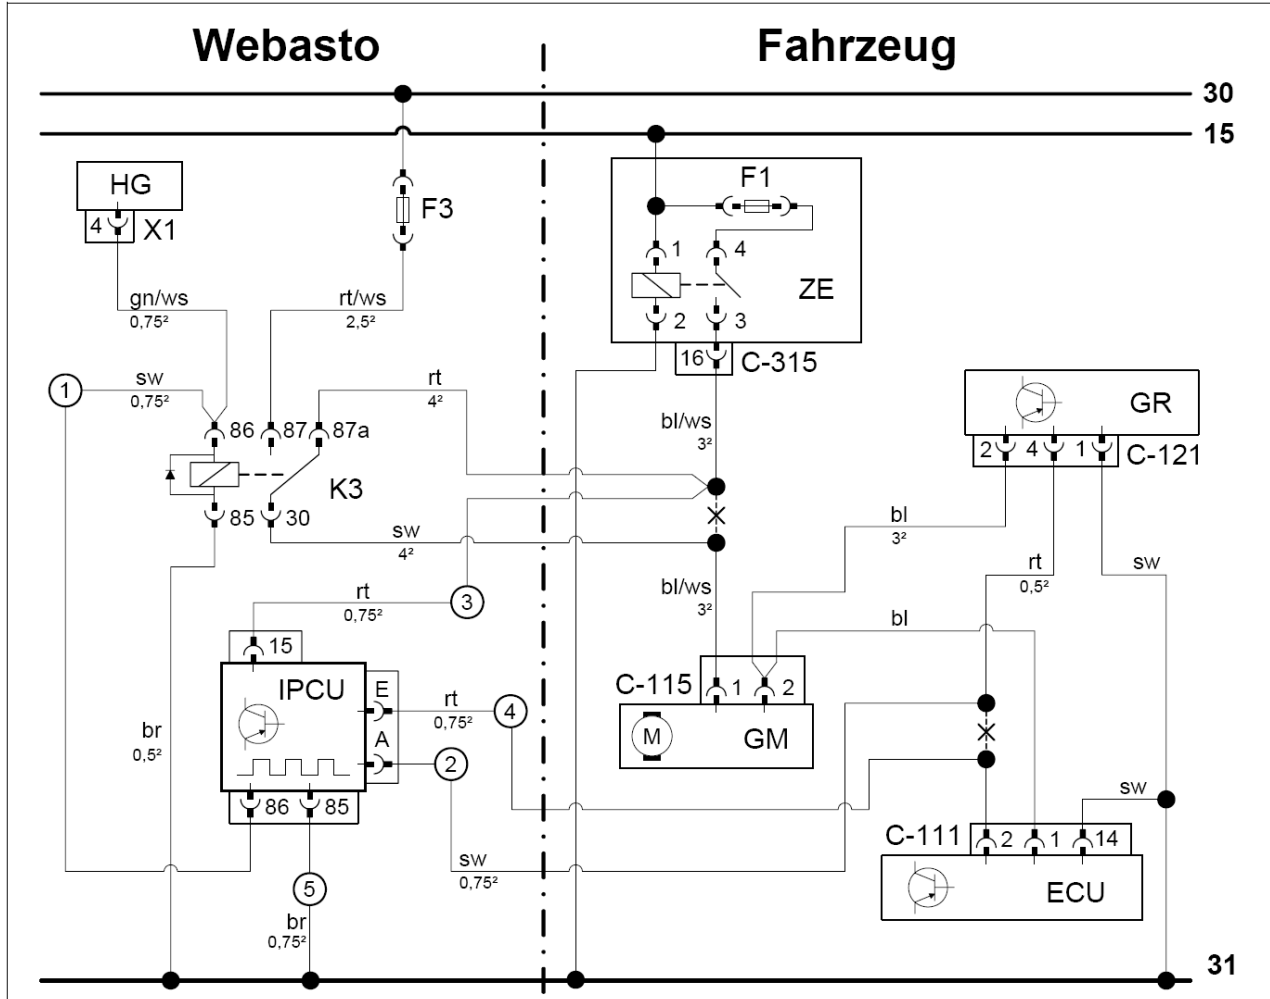 Webasto
Fahrzeug
30
15
HG
4
X1
F3
F1
1
4
ZE
2
3
16
C-315
gn/ws
0,75²
rt/ws
2,5²
1
sw
0,75²
rt
4²
bl/ws
3²
GR
2
4
1
C-121
86
87
87a
K3
85
30
sw
4²
bl
3²
rt
0,5²
sw
rt
0,75²
3
bl/ws
3²
bl
15
IPCU
E
rt
0,75²
4
A
2
C-115
1
2
M
GM
br
0,5²
86
85
sw
C-111
2
1
14
ECU
sw
0,75²
5
br
0,75²
31